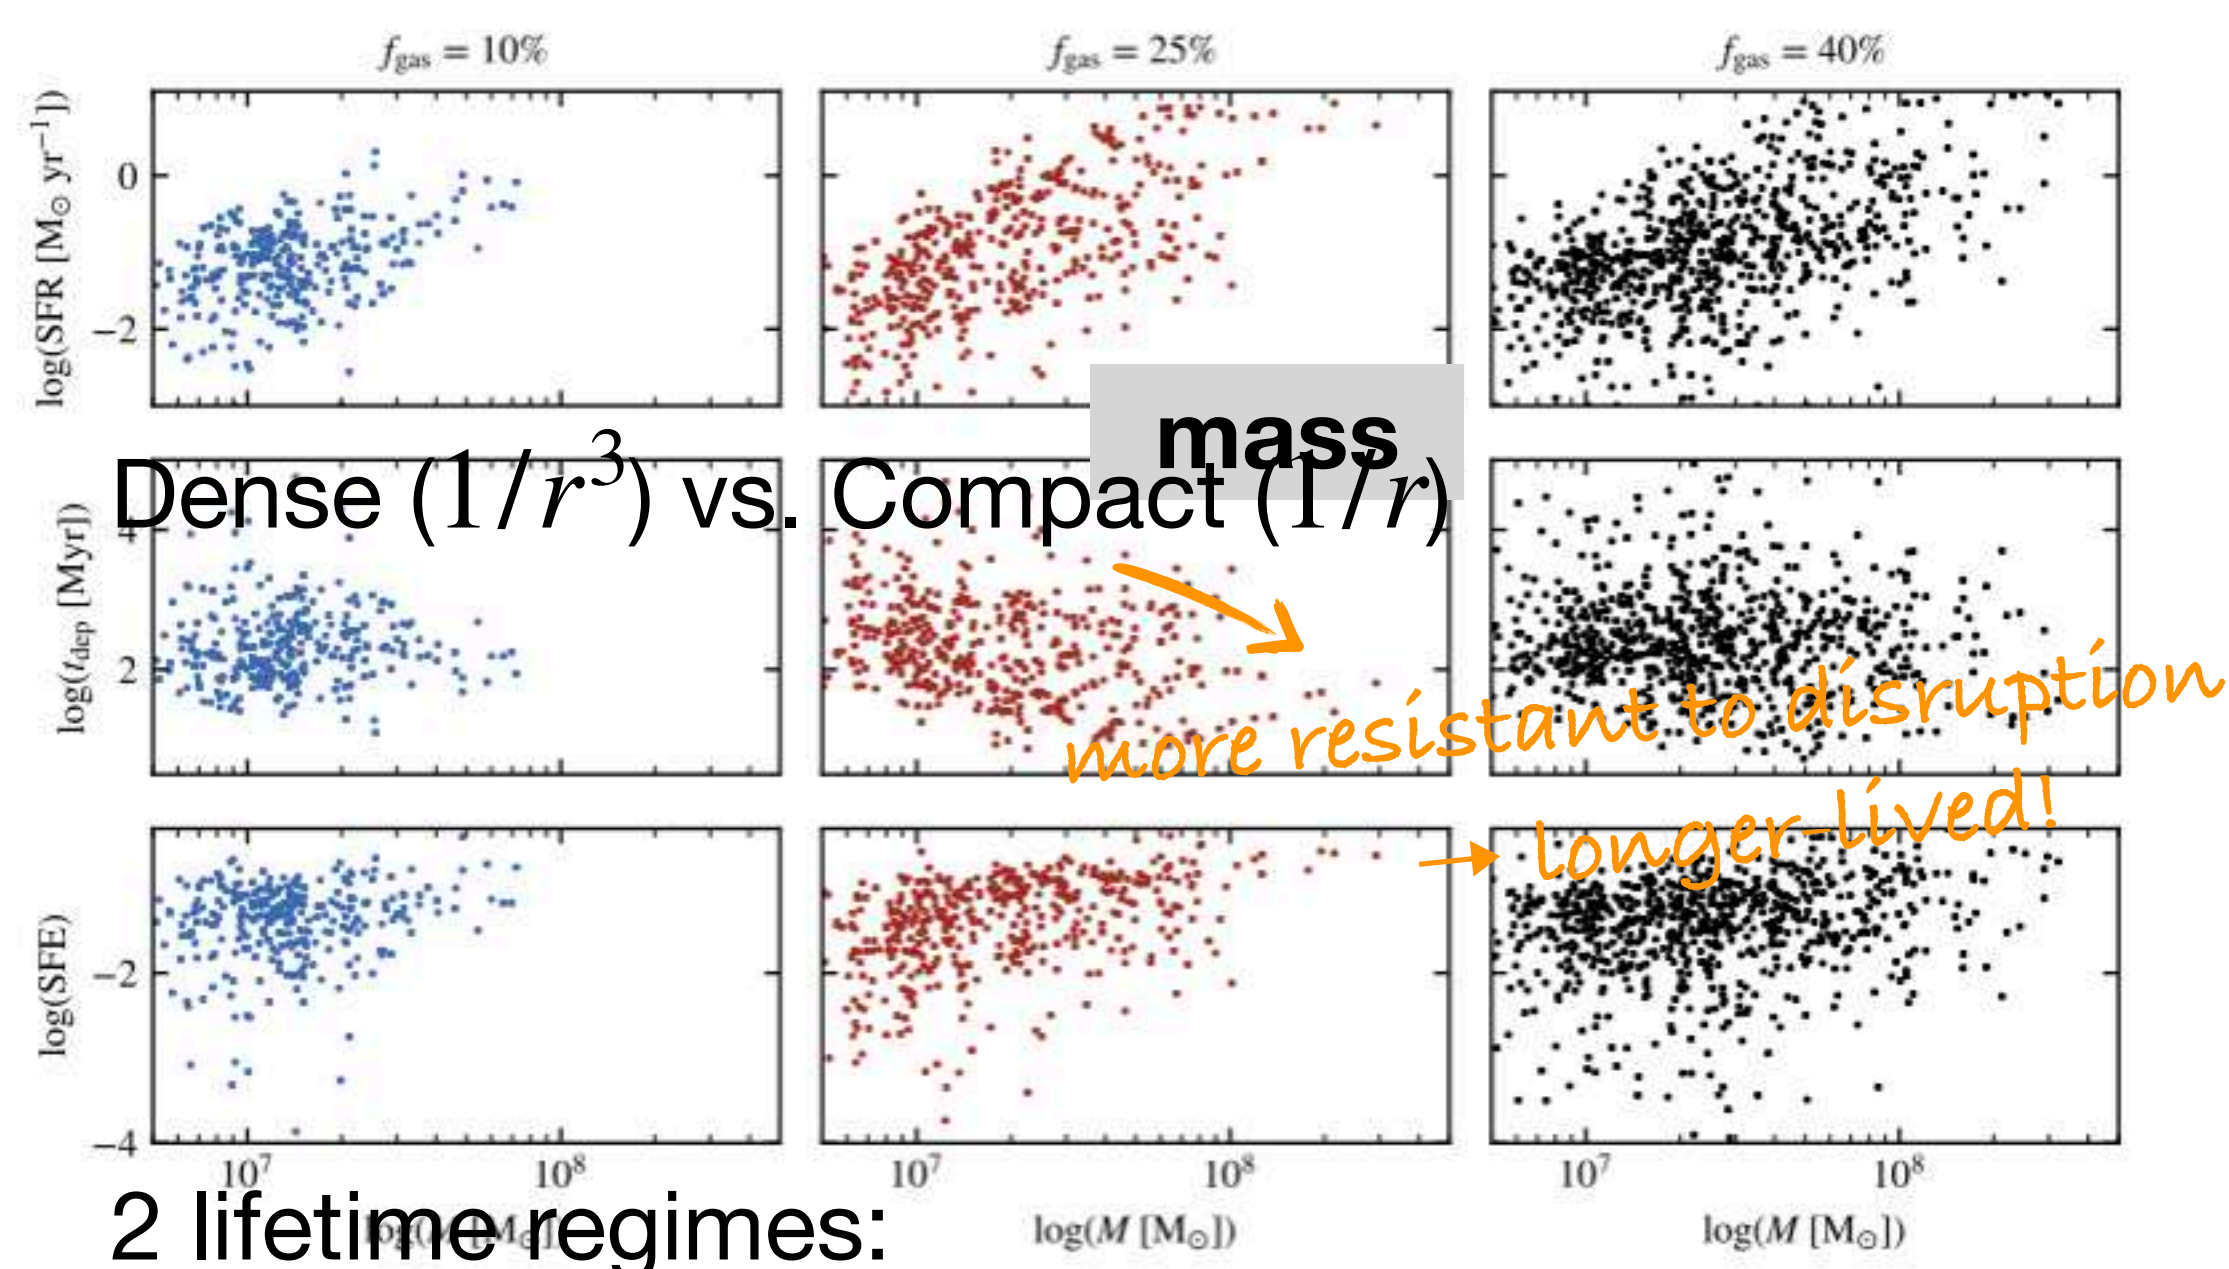 f_gas = 10%
f_gas = 25%
f_gas = 40%
log(SFR [M⊙ yr⁻¹])
0
−2
mass
Dense (1/r³) vs. Compact (1/r)
log(t_dep [Myr])
4
2
more resistant to disruption
→ longer-lived!
log(SFE)
−2
−4
10⁷ 10⁸
10⁷ 10⁸
10⁷ 10⁸
2 lifetime regimes:
log(M [M⊙])
log(M [M⊙])
log(M [M⊙])